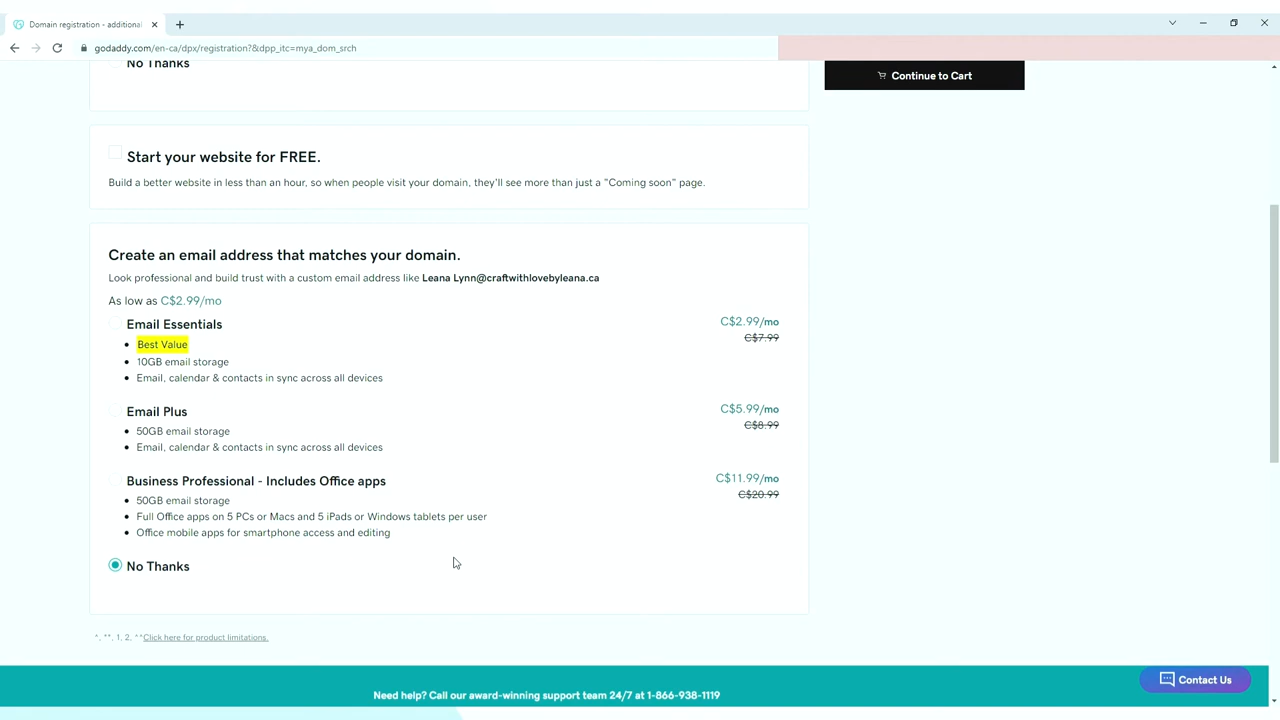 Domain registration - additional
godaddy.com/en-ca/dpx/registration?&dpp_itc=mya_dom_srch
No Thanks
Continue to Cart
Start your website for FREE.
Build a better website in less than an hour, so when people visit your domain, they'll see more than just a "Coming soon" page.
Create an email address that matches your domain.
Look professional and build trust with a custom email address like Leana Lynn@craftwithlovebyleana.ca
As low as C$2.99/mo
Email Essentials C$2.99/mo
Best Value C$7.99
10GB email storage
Email, calendar & contacts in sync across all devices
Email Plus C$5.99/mo
50GB email storage C$8.99
Email, calendar & contacts in sync across all devices
Business Professional - Includes Office apps C$11.99/mo
50GB email storage C$20.99
Full Office apps on 5 PCs or Macs and 5 iPads or Windows tablets per user
Office mobile apps for smartphone access and editing
No Thanks
^, **, 1, 2, ^^Click here for product limitations.
Need help? Call our award-winning support team 24/7 at 1-866-938-1119
Contact Us